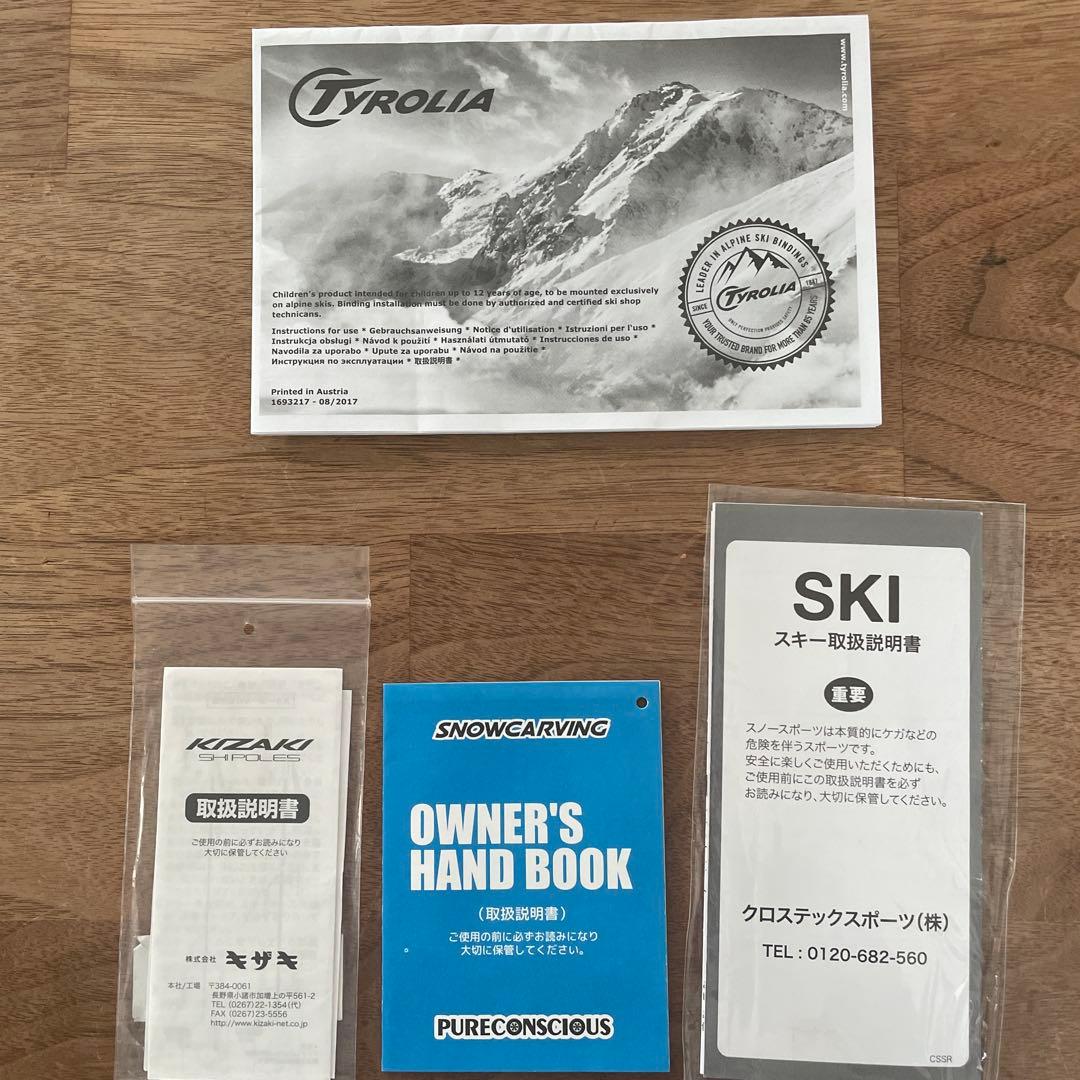 TYROLIA
www.tyrolia.com
LEADER IN ALPINE SKI BINDINGS
SINCE
1847
TYROLIA
ONLY PERFECTION PROVIDES SAFETY
YOUR TRUSTED BRAND FOR MORE THAN 85 YEARS
Children's product intended for children up to 12 years of age, to be mounted exclusively
on alpine skis. Binding installation must be done by authorized and certified ski shop
technicans.
Instructions for use * Gebrauchsanweisung * Notice d'utilisation * Istruzioni per l'uso *
Instrukcja obsługi * Návod k použití * Használati útmutató * Instrucciones de uso *
Navodila za uporabo * Upute za uporabu * Návod na použitie *
Инструкция по эксплуатации * 取扱説明書 *
Printed in Austria
1693217 - 08/2017
KIZAKI
SKI POLES
取扱説明書
ご使用の前に必ずお読みになり
大切に保管してください
株式会社 キザキ
本社/工場 〒384-0061
長野県小諸市加増上の平561-2
TEL (0267)22-1354(代)
FAX (0267)23-5556
http://www.kizaki-net.co.jp
SNOWCARVING
OWNER'S
HAND BOOK
(取扱説明書)
ご使用の前に必ずお読みになり
大切に保管してください。
PURECONSCIOUS
SKI
スキー取扱説明書
重要
スノースポーツは本質的にケガなどの
危険を伴うスポーツです。
安全に楽しくご使用いただくためにも、
ご使用前にこの取扱説明書を必ず
お読みになり、大切に保管してください。
クロステックスポーツ(株)
TEL : 0120-682-560
CSSR